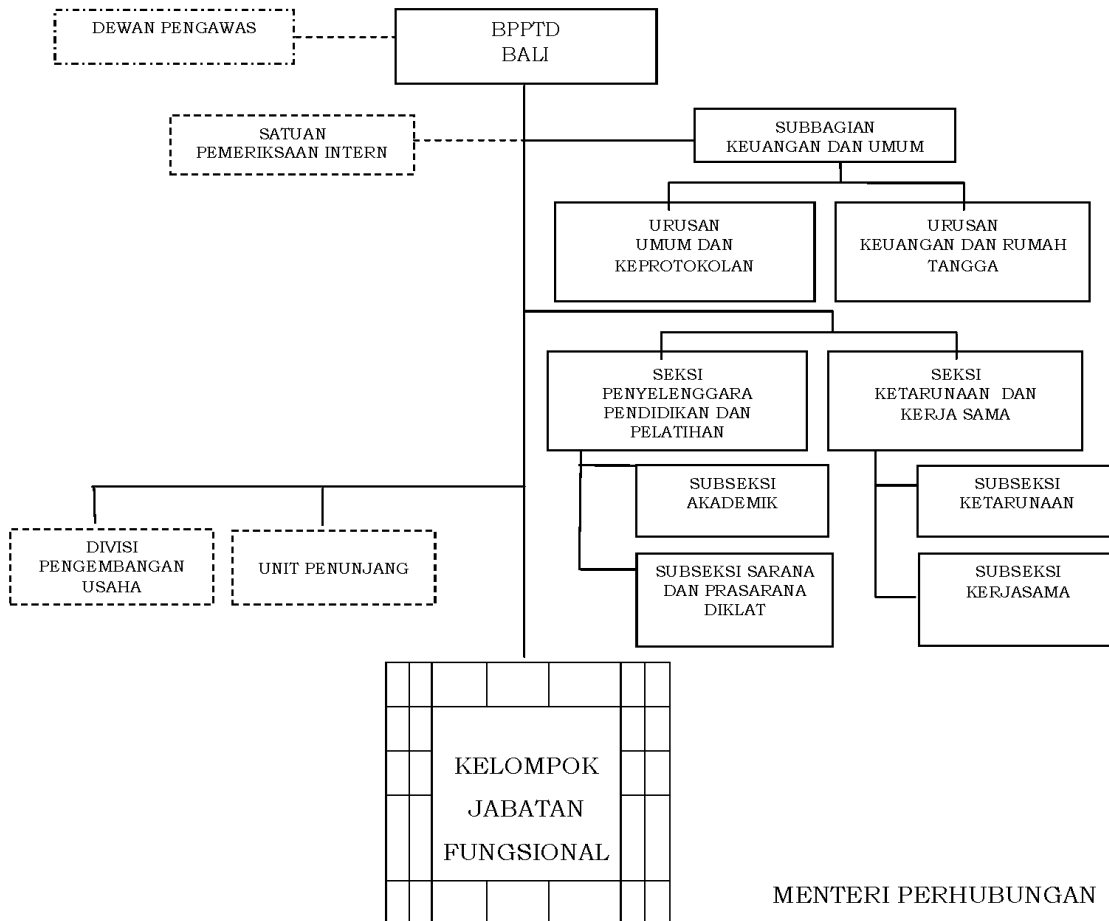 DEWAN PENGAWAS
BPPTD
BALI
SATUAN
PEMERIKSAAN INTERN
SUBBAGIAN
KEUANGAN DAN UMUM
URUSAN
UMUM DAN
KEPROTOKOLAN
URUSAN
KEUANGAN DAN RUMAH
TANGGA
SEKSI
PENYELENGGARA
PENDIDIKAN DAN
PELATIHAN
SEKSI
KETARUNAAN DAN
KERJA SAMA
SUBSEKSI
AKADEMIK
SUBSEKSI
KETARUNAAN
DIVISI
PENGEMBANGAN
USAHA
UNIT PENUNJANG
SUBSEKSI SARANA
DAN PRASARANA
DIKLAT
SUBSEKSI
KERJASAMA
KELOMPOK
JABATAN
FUNGSIONAL
MENTERI PERHUBUNGAN